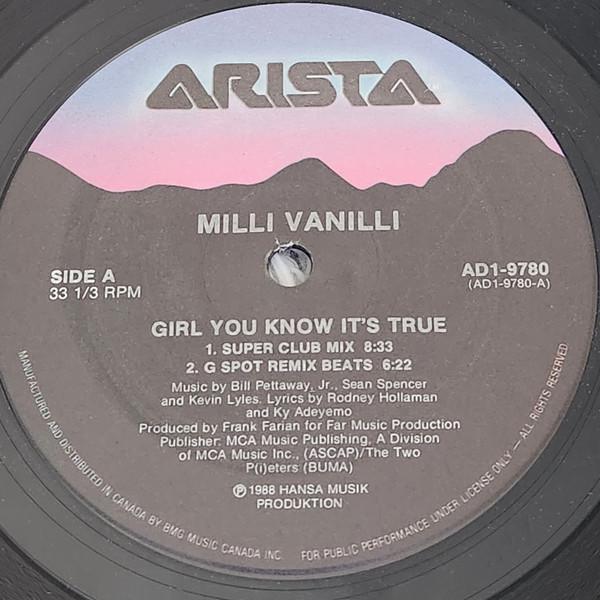 ARISTA
MILLI VANILLI
SIDE A
33 1/3 RPM
AD1-9780
(AD1-9780-A)
GIRL YOU KNOW IT'S TRUE
1. SUPER CLUB MIX 8:33
2. G SPOT REMIX BEATS 6:22
Music by Bill Pettaway, Jr., Sean Spencer
and Kevin Lyles. Lyrics by Rodney Hollaman
and Ky Adeyemo
Produced by Frank Farian for Far Music Production
Publisher: MCA Music Publishing, A Division
of MCA Music Inc., (ASCAP)/The Two
P(i)eters (BUMA)
℗ 1988 HANSA MUSIK
PRODUKTION
MANUFACTURED AND DISTRIBUTED IN CANADA BY BMG MUSIC CANADA INC. FOR PUBLIC PERFORMANCE UNDER LICENSE ONLY — ALL RIGHTS RESERVED